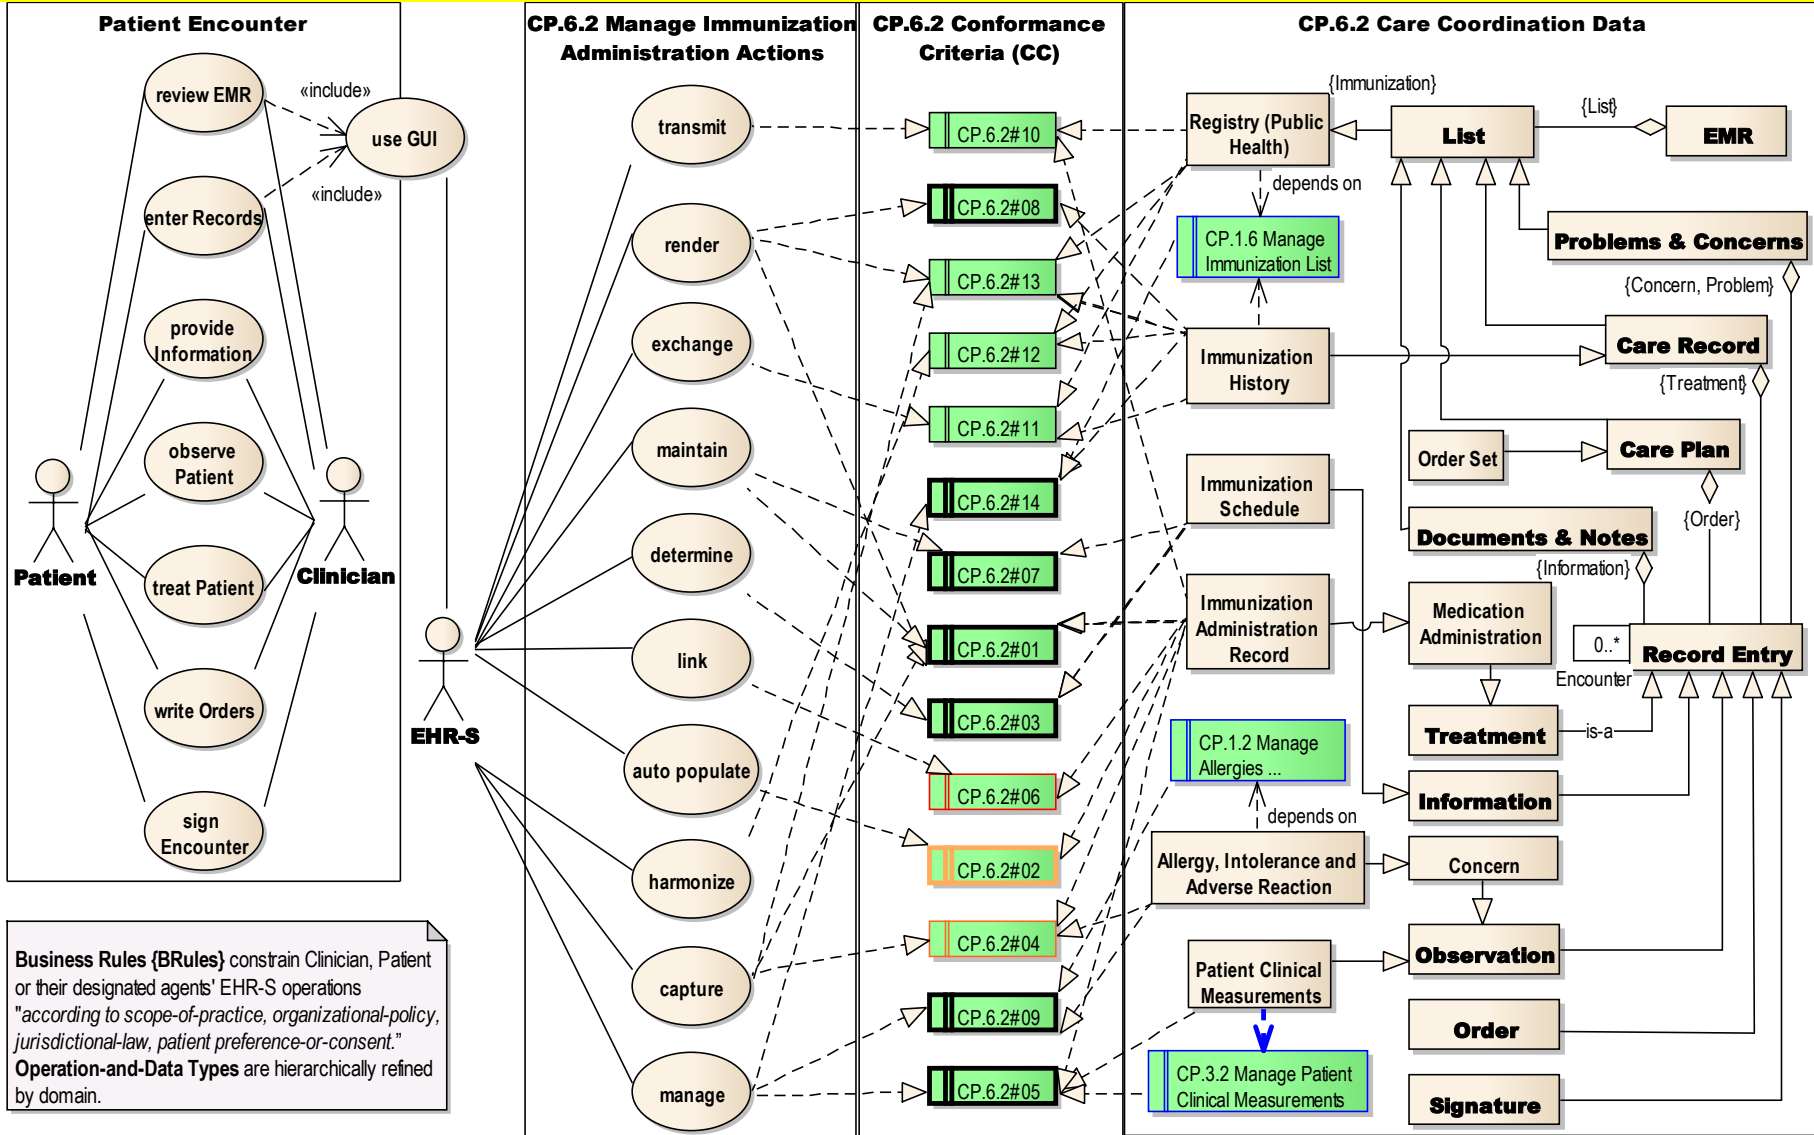 Patient Encounter
review EMR
«include»
use GUI
«include»
enter Records
provide
Information
observe
Patient
Patient
Clinician
treat Patient
write Orders
sign
Encounter
EHR-S
Business Rules {BRules} constrain Clinician, Patient
or their designated agents' EHR-S operations
"according to scope-of-practice, organizational-policy,
jurisdictional-law, patient preference-or-consent.”
Operation-and-Data Types are hierarchically refined
by domain.
CP.6.2 Manage Immunization
Administration Actions
transmit
render
exchange
maintain
determine
link
auto populate
harmonize
capture
manage
CP.6.2 Conformance
Criteria (CC)
CP.6.2#10
CP.6.2#08
CP.6.2#13
CP.6.2#12
CP.6.2#11
CP.6.2#14
CP.6.2#07
CP.6.2#01
CP.6.2#03
CP.6.2#06
CP.6.2#02
CP.6.2#04
CP.6.2#09
CP.6.2#05
CP.6.2 Care Coordination Data
{Immunization}
Registry (Public
Health)
List
{List}
EMR
depends on
CP.1.6 Manage
Immunization List
Problems & Concerns
{Concern, Problem}
Immunization
History
Care Record
{Treatment}
Order Set
Care Plan
Immunization
Schedule
{Order}
Documents & Notes
{Information}
Immunization
Administration
Record
Medication
Administration
0..*
Record Entry
Encounter
Treatment
is-a
CP.1.2 Manage
Allergies ...
Information
depends on
Allergy, Intolerance and
Adverse Reaction
Concern
Observation
Patient Clinical
Measurements
Order
CP.3.2 Manage Patient
Clinical Measurements
Signature